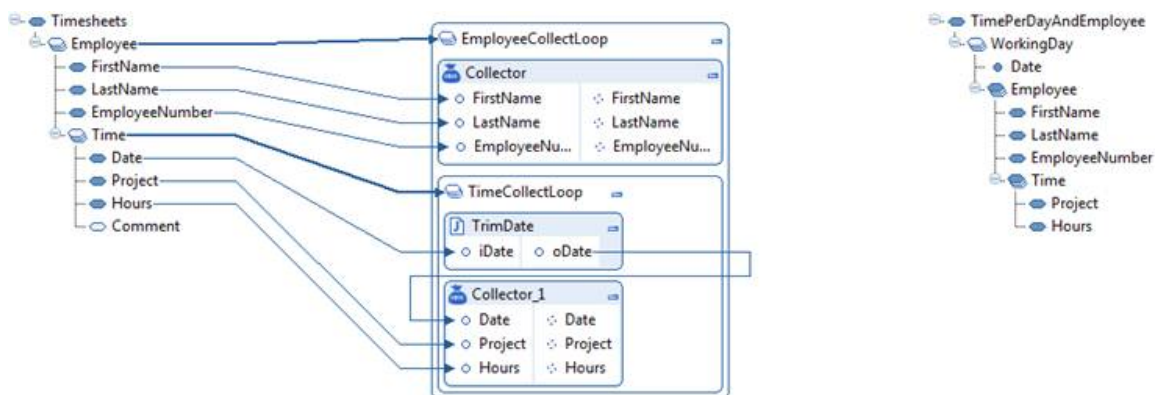 Timesheets
Employee
FirstName
LastName
EmployeeNumber
Time
Date
Project
Hours
Comment
EmployeeCollectLoop
Collector
FirstName FirstName
LastName LastName
EmployeeNu... EmployeeNu...
TimeCollectLoop
TrimDate
iDate oDate
Collector_1
Date Date
Project Project
Hours Hours
TimePerDayAndEmployee
WorkingDay
Date
Employee
FirstName
LastName
EmployeeNumber
Time
Project
Hours